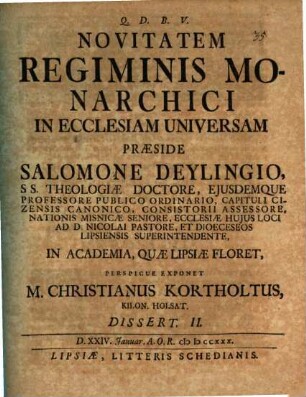 Q. D. B. V.
NOVITATEM
REGIMINIS MO-
NARCHICI
IN ECCLESIAM UNIVERSAM
PRÆSIDE
SALOMONE DEYLINGIO,
SS. THEOLOGIÆ DOCTORE, EJUSDEMQUE
PROFESSORE PUBLICO ORDINARIO, CAPITULI CI-
ZENSIS CANONICO, CONSISTORII ASSESSORE,
NATIONIS MISNICÆ SENIORE, ECCLESIÆ HUJUS LOCI
AD D. NICOLAI PASTORE, ET DIOECESEOS
LIPSIENSIS SUPERINTENDENTE,
IN ACADEMIA, QUÆ LIPSIÆ FLORET,
PERSPICUE EXPONET
M. CHRISTIANUS KORTHOLTUS,
KILON. HOLSAT.
DISSERT. II.
D. XXIV. Januar. A. O. R. cIɔ Iɔ ccxxx.
LIPSIÆ, LITTERIS SCHEDIANIS.